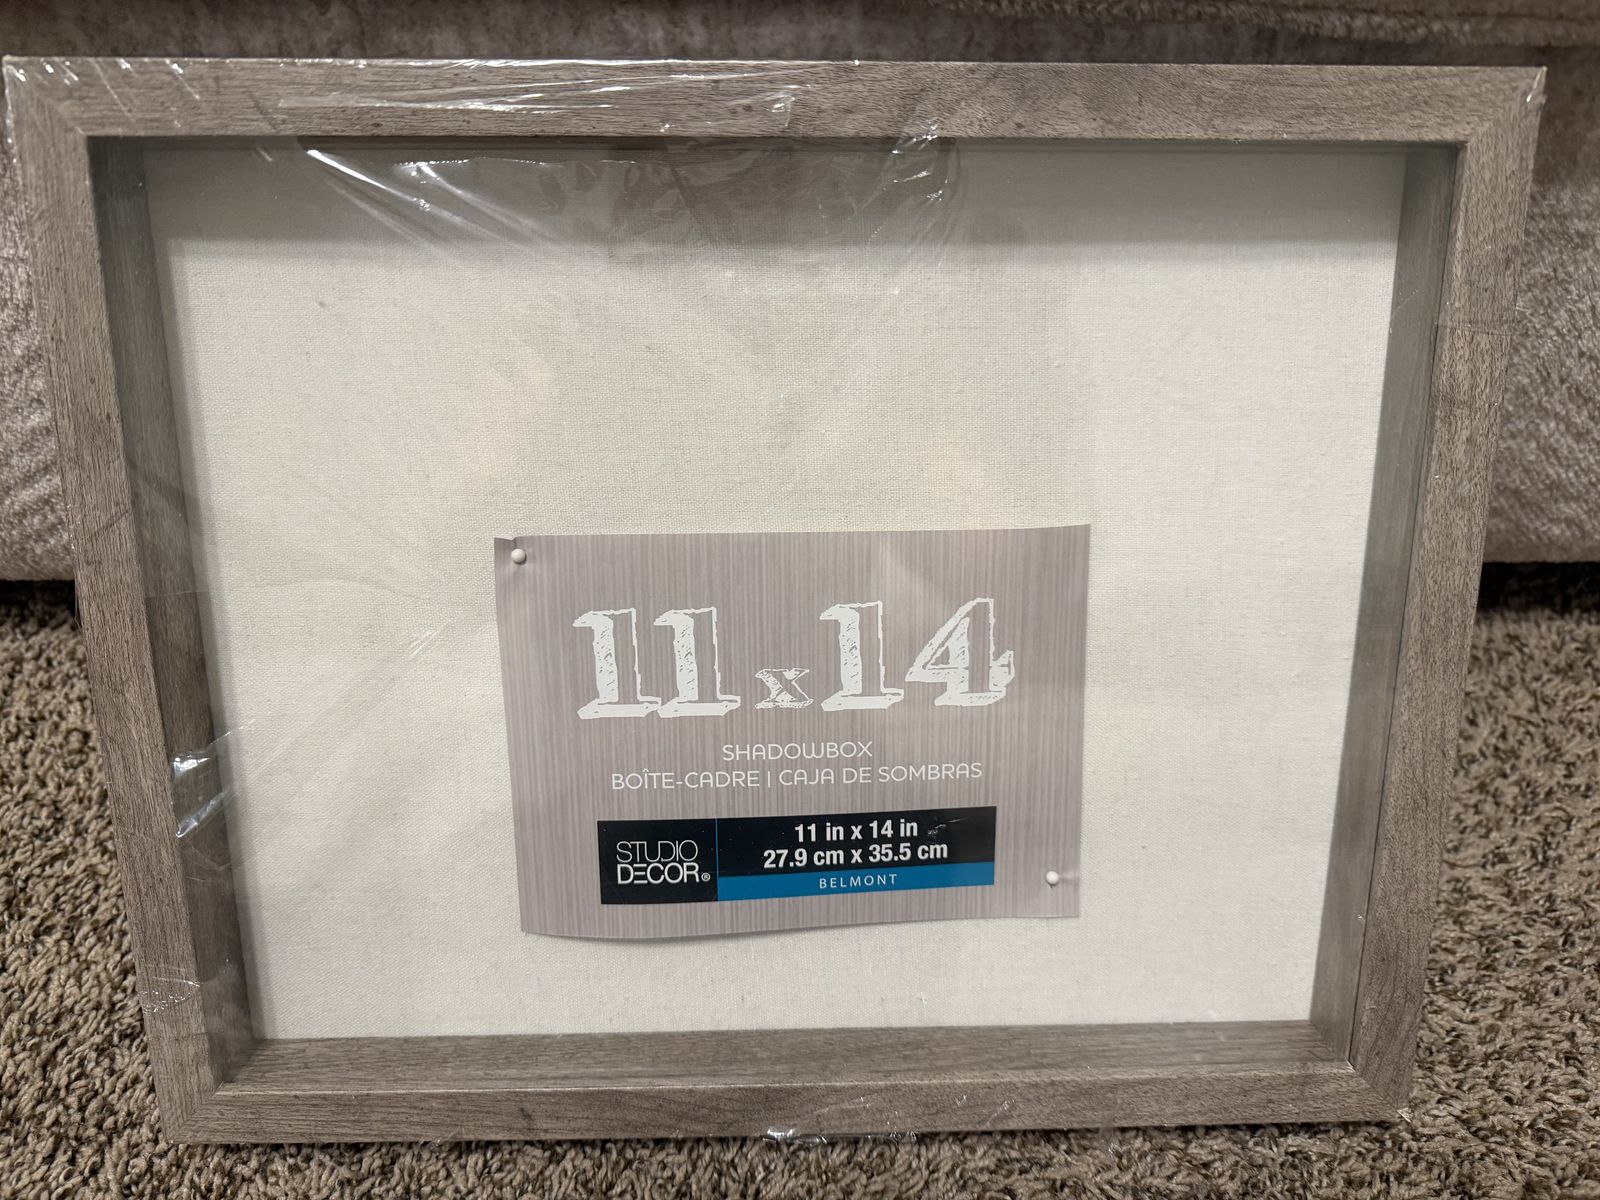 11x14
SHADOWBOX
BOÎTE-CADRE | CAJA DE SOMBRAS
STUDIO
DECOR®
11 in x 14 in
27.9 cm x 35.5 cm
BELMONT